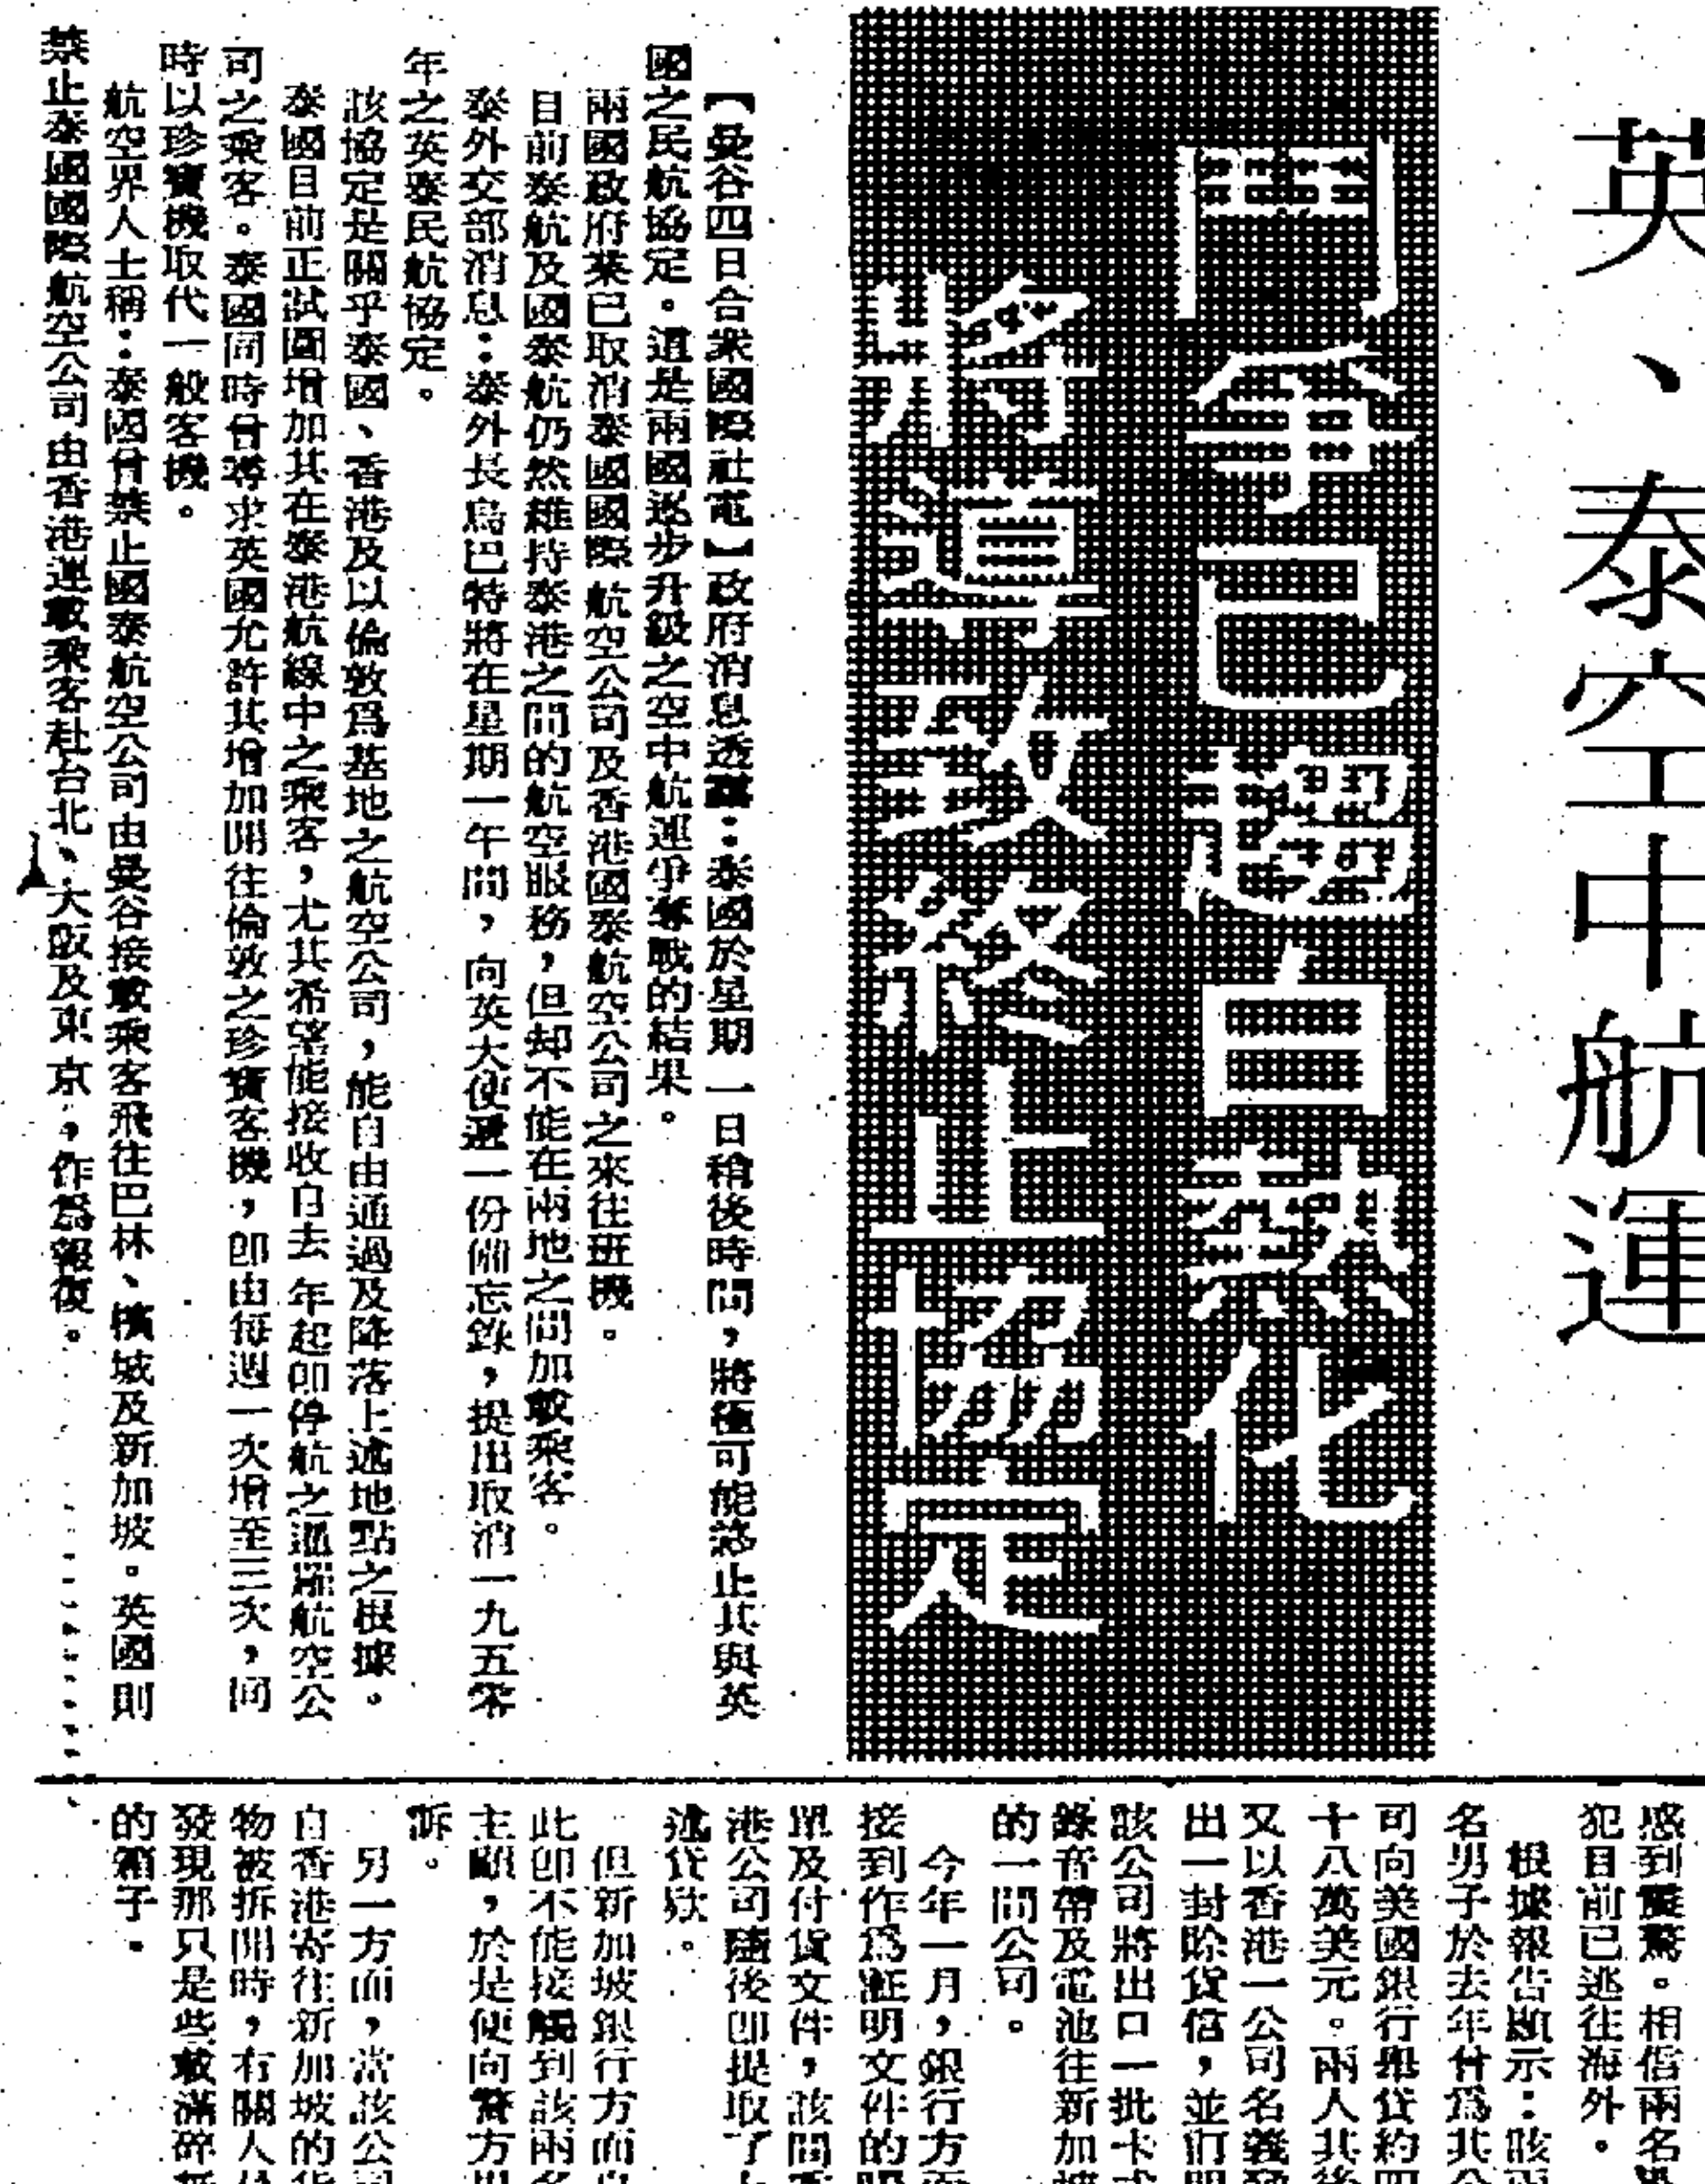 英、泰空中航運
鬥爭已趨白熱化
將導致終止協定
【曼谷四日合衆國際社電】政府消息透露：泰國於星期一日稍後時間，將極可能終止其與英
國之民航協定。這是兩國逐步升級之空中航運爭奪戰的結果。
兩國政府業已取消泰國國際航空公司及香港國泰航空公司之來往班機。
目前泰航及國泰航仍然維持泰港之間的航空服務，但却不能在兩地之間加載乘客。
泰外交部消息：泰外長烏巴特將在星期一午間，向英大使遞一份備忘錄，提出取消一九五零
年之英泰民航協定。
該協定是關乎泰國、香港及以倫敦爲基地之航空公司，能自由通過及降落上述地點之根據。
泰國目前正試圖增加其在泰港航線中之乘客，尤其希望能接收自去年起即停航之暹羅航空公
司之乘客。泰國同時曾尋求英國允許其增加開往倫敦之珍寶客機，即由每週一次增至三次，同
時以珍寶機取代一般客機。
航空界人士稱：泰國曾禁止國泰航空公司由曼谷接載乘客飛往巴林、檳城及新加坡。英國則
禁止泰國國際航空公司由香港運載乘客赴台北、大阪及東京，作爲報復。
感到震驚。相信兩名
犯目前已逃往海外。
根據報告顯示：該兩
名男子於去年曾爲其公
司向美國銀行舉貸約四
十八萬美元。兩人其後
又以香港一公司名義發
出一封賒貨信，並訂明
該公司將出口一批卡式
錄音帶及電池往新加坡
的一間公司。
今年一月，銀行方面
接到作爲証明文件的
單及付貨文件，該間
港公司隨後即提取了
述貸欵。
但新加坡銀行方面
此即不能接觸到該兩名
主顧，於是便向警方
訴。
另一方面，當該公司
自香港寄往新加坡的貨
物被拆開時，有關人
發現那只是些載滿碎
的箱子。